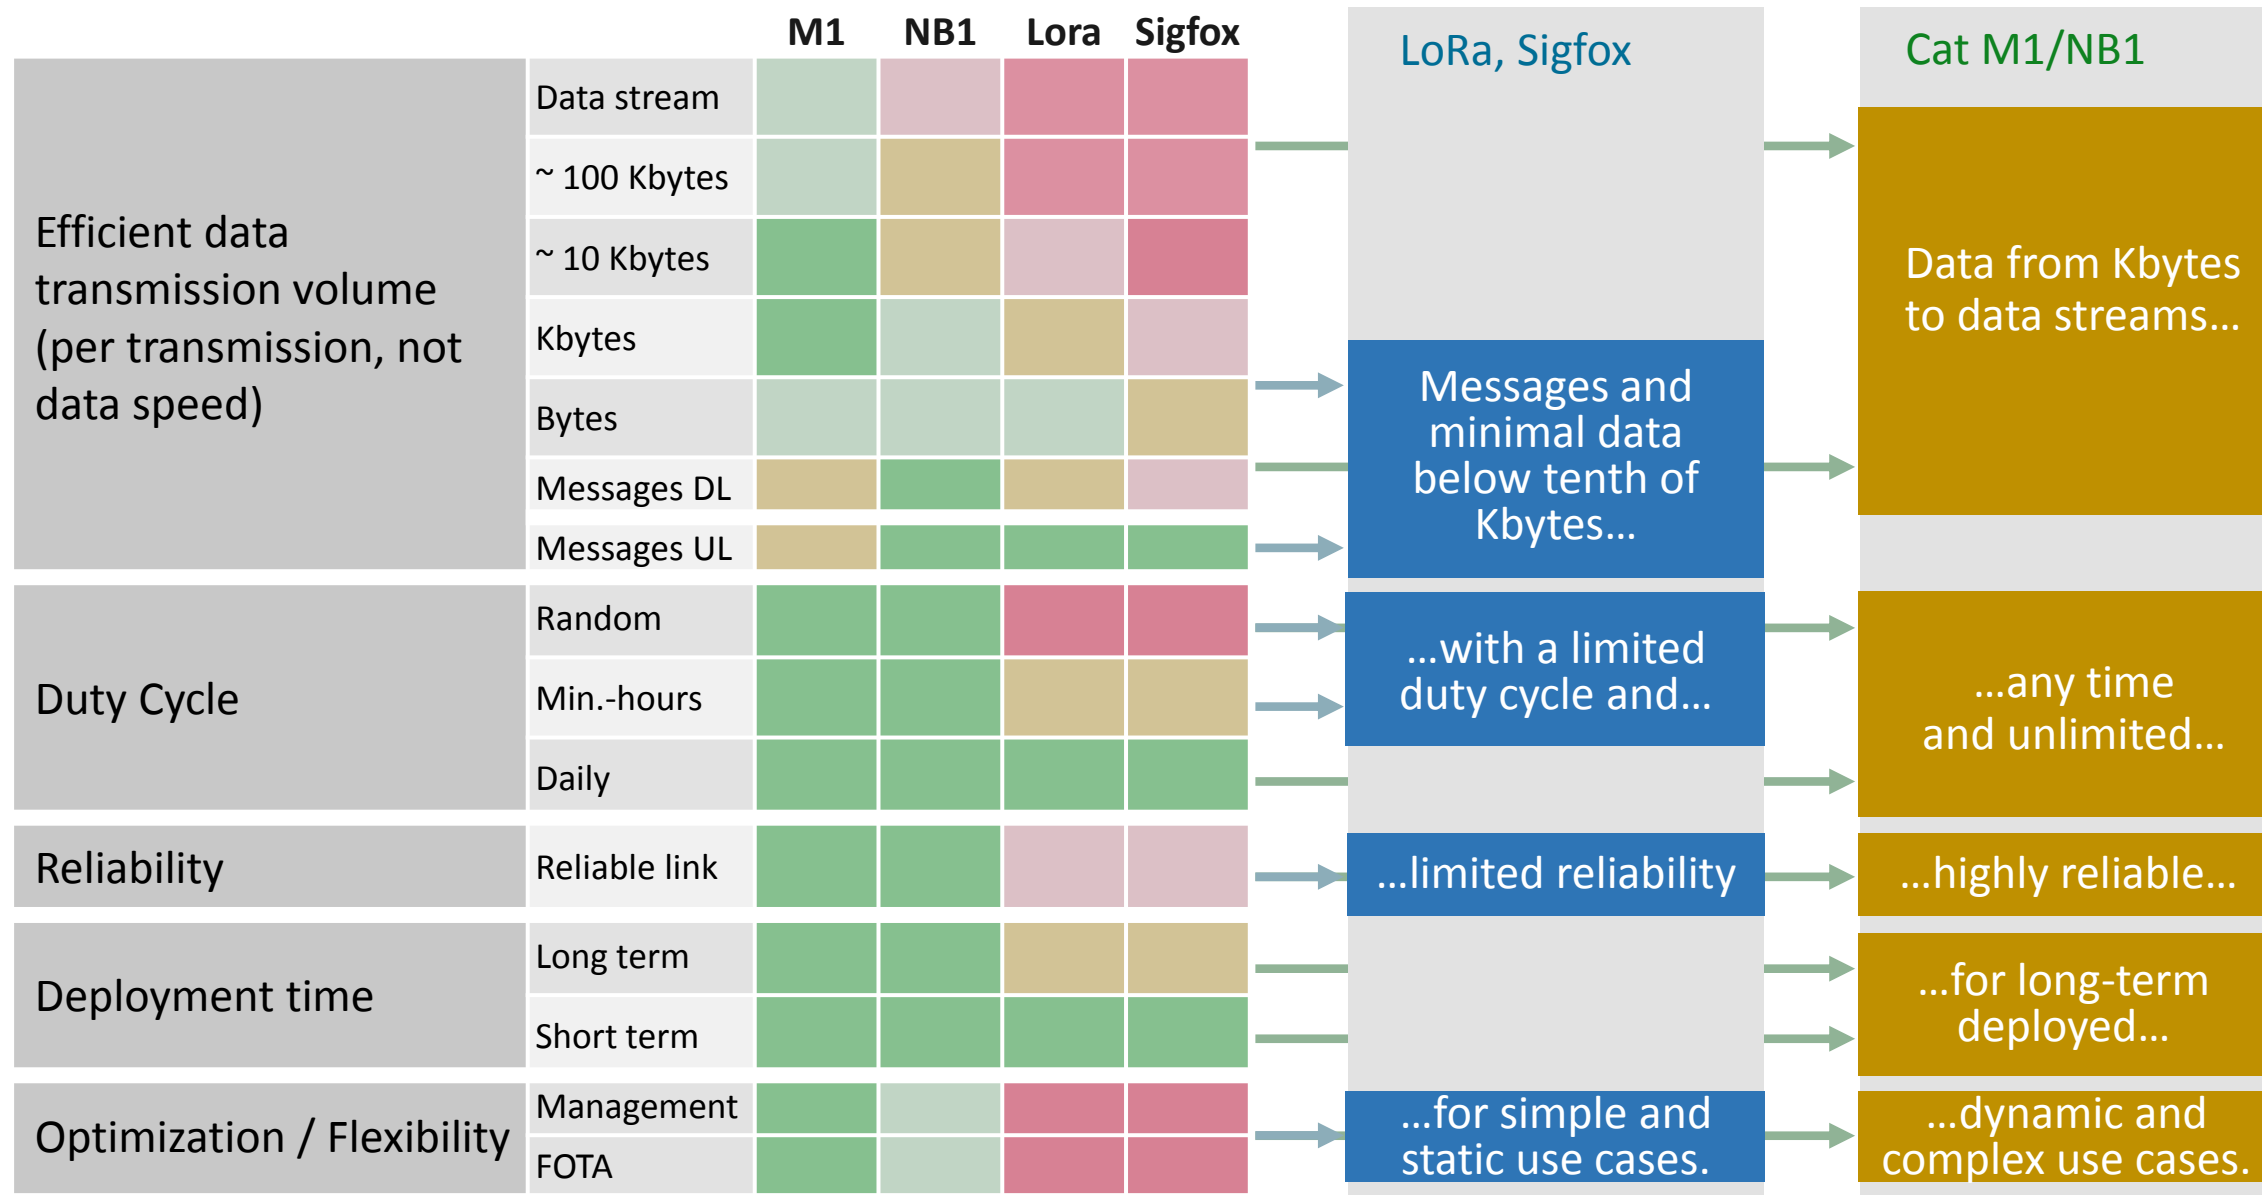 M1 NB1 Lora Sigfox
LoRa, Sigfox
Cat M1/NB1
Efficient data
transmission volume
(per transmission, not
data speed)
Data stream
~ 100 Kbytes
~ 10 Kbytes
Kbytes
Bytes
Messages DL
Messages UL
Messages and
minimal data
below tenth of
Kbytes...
Data from Kbytes
to data streams...
Duty Cycle
Random
Min.-hours
Daily
...with a limited
duty cycle and...
...any time
and unlimited...
Reliability
Reliable link
...limited reliability
...highly reliable...
Deployment time
Long term
Short term
...for long-term
deployed...
Optimization / Flexibility
Management
FOTA
...for simple and
static use cases.
...dynamic and
complex use cases.